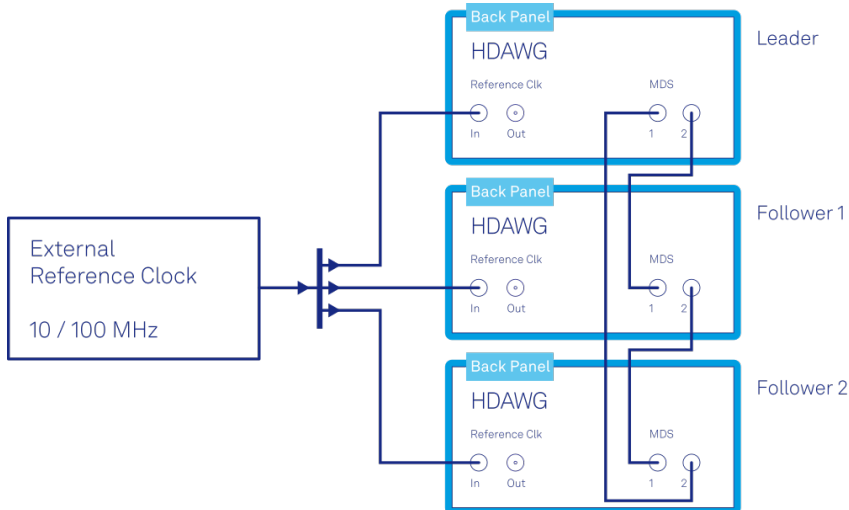 Back Panel
HDAWG
Leader
Reference Clk
MDS
In
Out
1
2
External
Reference Clock
10 / 100 MHz
Back Panel
HDAWG
Follower 1
Reference Clk
MDS
In
Out
1
2
Back Panel
HDAWG
Follower 2
Reference Clk
MDS
In
Out
1
2